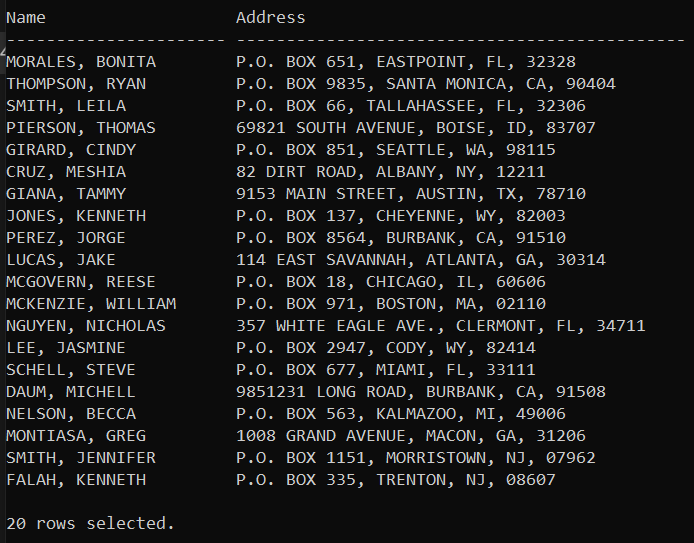 Name Address
---------------------- ---------------------------------------------
MORALES, BONITA P.O. BOX 651, EASTPOINT, FL, 32328
THOMPSON, RYAN P.O. BOX 9835, SANTA MONICA, CA, 90404
SMITH, LEILA P.O. BOX 66, TALLAHASSEE, FL, 32306
PIERSON, THOMAS 69821 SOUTH AVENUE, BOISE, ID, 83707
GIRARD, CINDY P.O. BOX 851, SEATTLE, WA, 98115
CRUZ, MESHIA 82 DIRT ROAD, ALBANY, NY, 12211
GIANA, TAMMY 9153 MAIN STREET, AUSTIN, TX, 78710
JONES, KENNETH P.O. BOX 137, CHEYENNE, WY, 82003
PEREZ, JORGE P.O. BOX 8564, BURBANK, CA, 91510
LUCAS, JAKE 114 EAST SAVANNAH, ATLANTA, GA, 30314
MCGOVERN, REESE P.O. BOX 18, CHICAGO, IL, 60606
MCKENZIE, WILLIAM P.O. BOX 971, BOSTON, MA, 02110
NGUYEN, NICHOLAS 357 WHITE EAGLE AVE., CLERMONT, FL, 34711
LEE, JASMINE P.O. BOX 2947, CODY, WY, 82414
SCHELL, STEVE P.O. BOX 677, MIAMI, FL, 33111
DAUM, MICHELL 9851231 LONG ROAD, BURBANK, CA, 91508
NELSON, BECCA P.O. BOX 563, KALMAZOO, MI, 49006
MONTIASA, GREG 1008 GRAND AVENUE, MACON, GA, 31206
SMITH, JENNIFER P.O. BOX 1151, MORRISTOWN, NJ, 07962
FALAH, KENNETH P.O. BOX 335, TRENTON, NJ, 08607
20 rows selected.